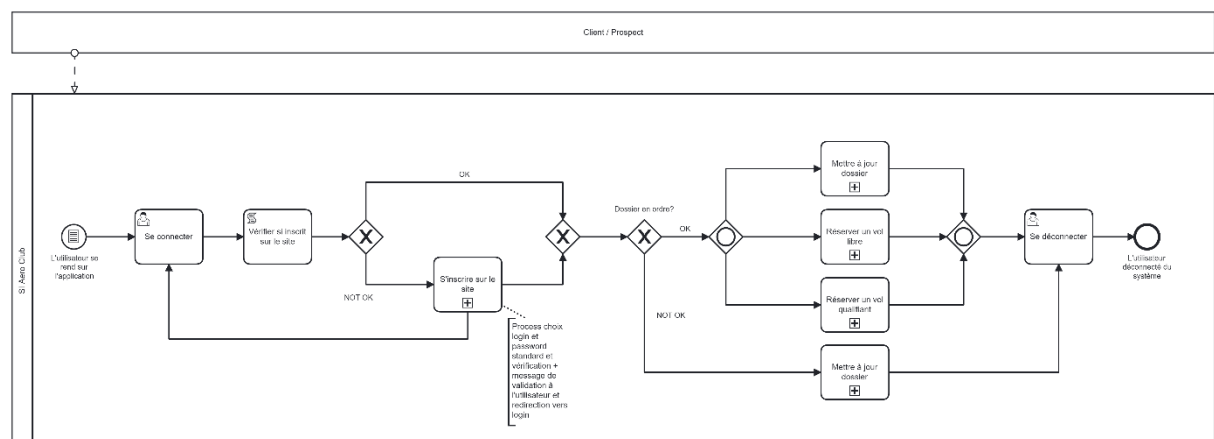 Client / Prospect
SI Aero Club
L'utilisateur se
rend sur
l'application
Se connecter
Vérifier si inscrit
sur le site
OK
NOT OK
S'inscrire sur le
site
Process choix
login et
password
standard et
vérification +
message de
validation à
l'utilisateur et
redirection vers
login
Dossier en ordre?
OK
NOT OK
Mettre à jour
dossier
Réserver un vol
libre
Réserver un vol
qualifiant
Mettre à jour
dossier
Se déconnecter
L'utilisateur
déconnecté du
système